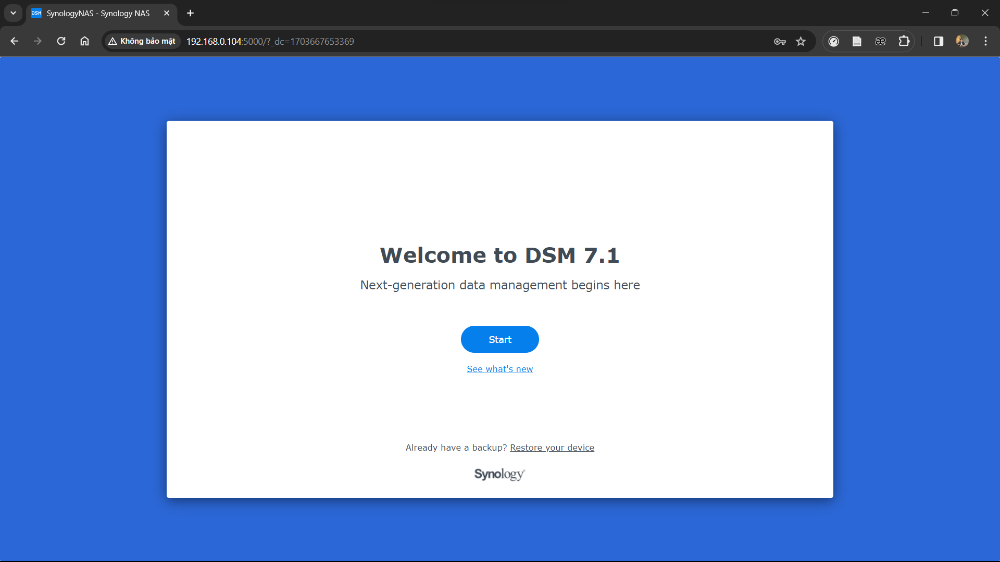 DSM SynologyNAS - Synology NAS
Không bảo mật 192.168.0.104:5000/?_dc=1703667653369
æ
Welcome to DSM 7.1
Next-generation data management begins here
Start
See what's new
Already have a backup? Restore your device
Synology